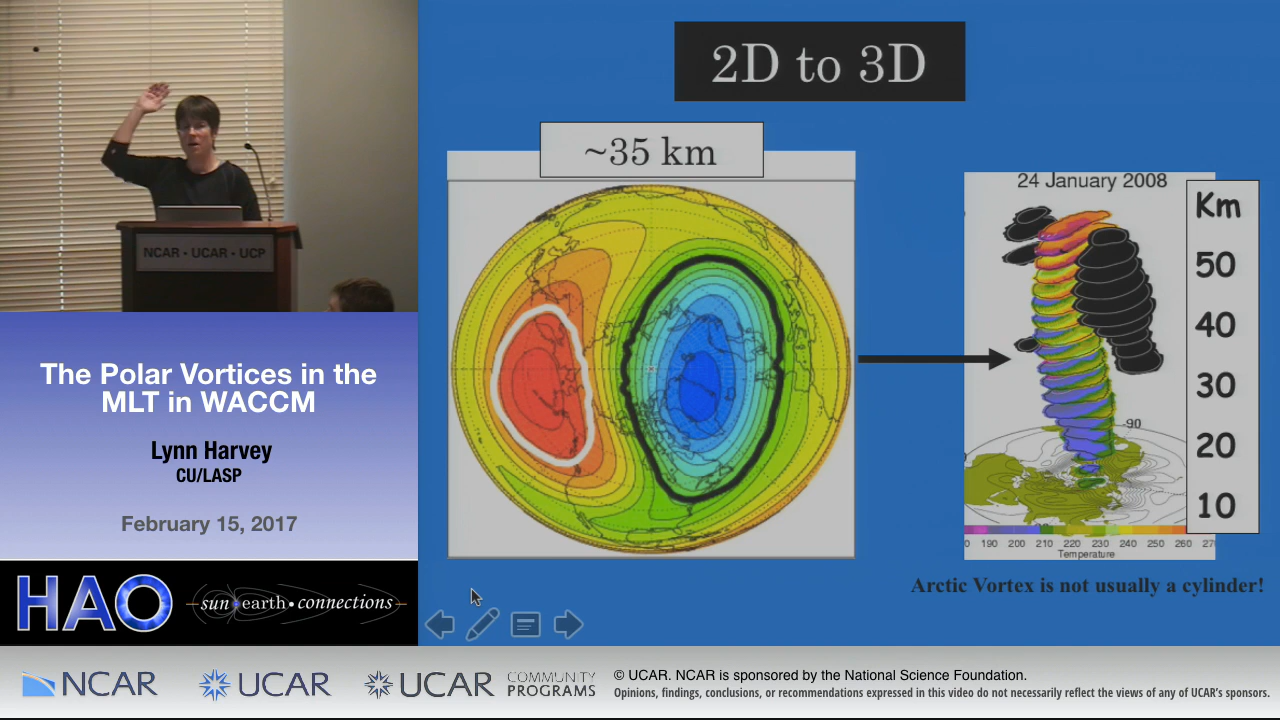 NCAR • UCAR • UCP
The Polar Vortices in the
MLT in WACCM
Lynn Harvey
CU/LASP
February 15, 2017
HAO
sun•earth•connections
2D to 3D
~35 km
24 January 2008
Km
50
40
30
20
10
-90
190 200 210 220 230 240 250 260
Temperature
Arctic Vortex is not usually a cylinder!
NCAR
UCAR
UCAR
COMMUNITY
PROGRAMS
© UCAR. NCAR is sponsored by the National Science Foundation.
Opinions, findings, conclusions, or recommendations expressed in this video do not necessarily reflect the views of any of UCAR's sponsors.